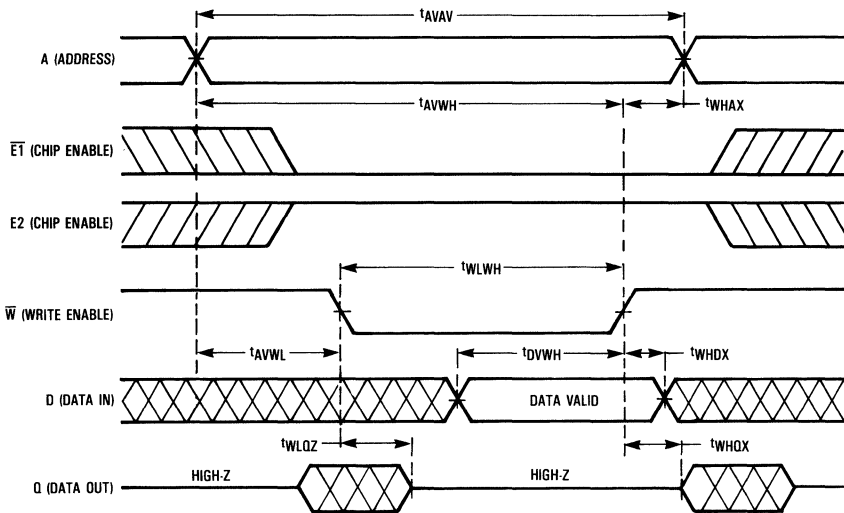 tAVAV
A (ADDRESS)
tAVWH
tWHAX
E1 (CHIP ENABLE)
E2 (CHIP ENABLE)
tWLWH
W (WRITE ENABLE)
tAVWL
tDVWH
tWHDX
D (DATA IN)
DATA VALID
tWLQZ
tWHQX
HIGH-Z
HIGH-Z
Q (DATA OUT)